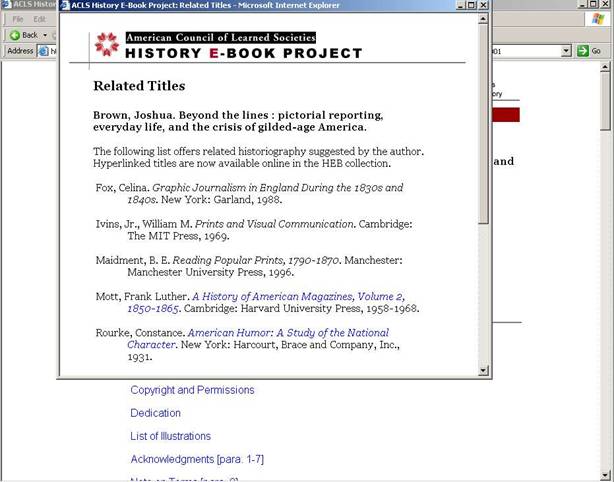 ACLS History E-Book Project: Related Titles - Microsoft Internet Explorer
ACLS Histor
File Edit
Back
Address
001
Go
American Council of Learned Societies
HISTORY E-BOOK PROJECT
Related Titles
Brown, Joshua. Beyond the lines : pictorial reporting,
everyday life, and the crisis of gilded-age America.
The following list offers related historiography suggested by the author.
Hyperlinked titles are now available online in the HEB collection.
Fox, Celina. Graphic Journalism in England During the 1830s and
1840s. New York: Garland, 1988.
Ivins, Jr., William M. Prints and Visual Communication. Cambridge:
The MIT Press, 1969.
Maidment, B. E. Reading Popular Prints, 1790-1870. Manchester:
Manchester University Press, 1996.
Mott, Frank Luther. A History of American Magazines, Volume 2,
1850-1865. Cambridge: Harvard University Press, 1958-1968.
Rourke, Constance. American Humor: A Study of the National
Character. New York: Harcourt, Brace and Company, Inc.,
1931.
s
ory
and
Copyright and Permissions
Dedication
List of Illustrations
Acknowledgments [para. 1-7]